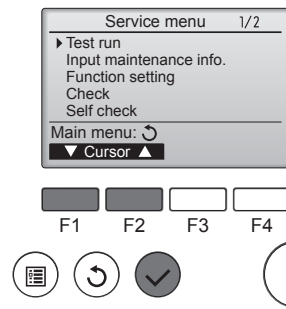 Service menu 1/2
Test run
Input maintenance info.
Function setting
Check
Self check
Main menu:
▼ Cursor ▲
F1 F2 F3 F4